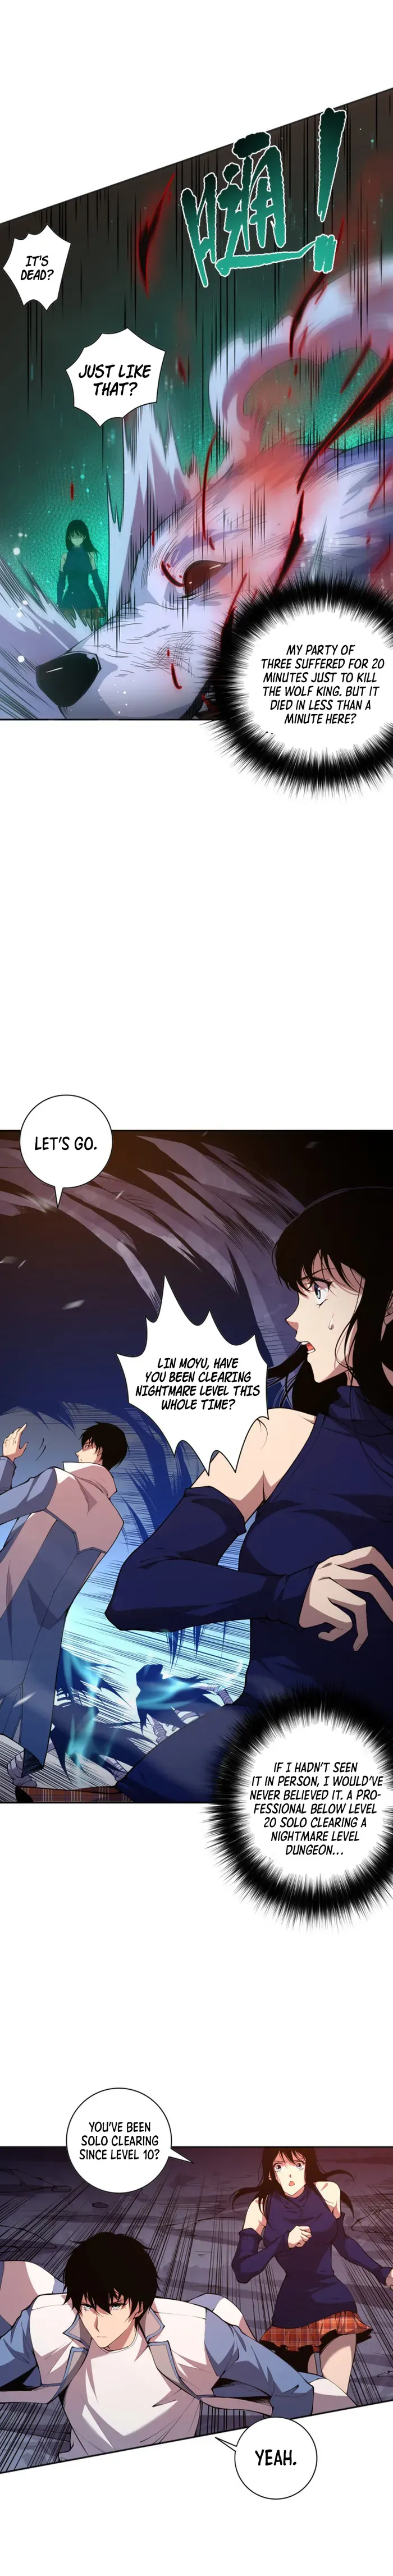 嗵！
IT'S
DEAD?
JUST LIKE
THAT?
MY PARTY OF
THREE SUFFERED FOR 20
MINUTES JUST TO KILL
THE WOLF KING, BUT IT
DIED IN LESS THAN A
MINUTE HERE?
LET'S GO.
LIN MOYU, HAVE
YOU BEEN CLEARING
NIGHTMARE LEVEL THIS
WHOLE TIME?
IF I HADN'T SEEN
IT IN PERSON, I WOULD'VE
NEVER BELIEVED IT. A PRO-
FESSIONAL BELOW LEVEL
20 SOLO CLEARING A
NIGHTMARE LEVEL
DUNGEON...
YOU'VE BEEN
SOLO CLEARING
SINCE LEVEL 10?
YEAH.